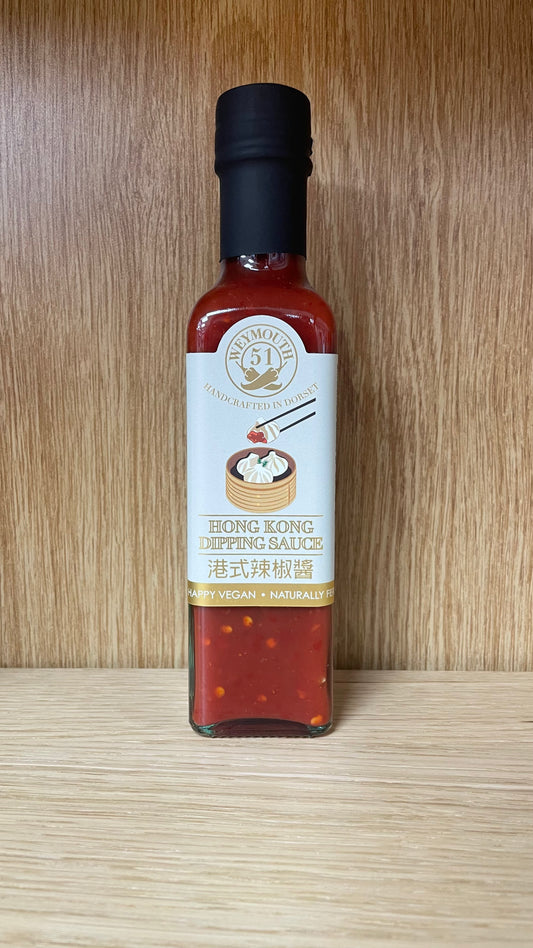 WEYMOUTH
51
HANDCRAFTED IN DORSET
HONG KONG
DIPPING SAUCE
港式辣椒醬
HAPPY VEGAN • NATURALLY